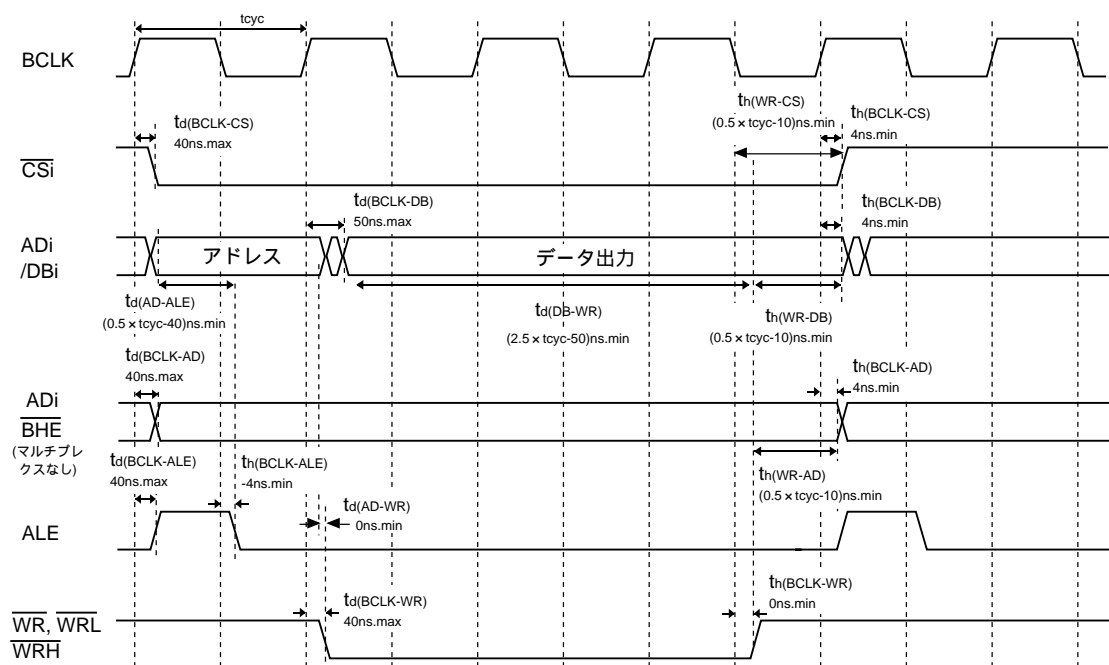 tcyc
BCLK
td(BCLK-CS)
40ns.max
th(WR-CS)
(0.5×tcyc-10)ns.min
th(BCLK-CS)
4ns.min
CSi
td(BCLK-DB)
50ns.max
th(BCLK-DB)
4ns.min
ADi
/DBi
アドレス
データ出力
td(AD-ALE)
(0.5×tcyc-40)ns.min
td(DB-WR)
(2.5×tcyc-50)ns.min
th(WR-DB)
(0.5×tcyc-10)ns.min
td(BCLK-AD)
40ns.max
th(BCLK-AD)
4ns.min
ADi
BHE
(マルチプレ
クスなし)
td(BCLK-ALE)
40ns.max
th(BCLK-ALE)
-4ns.min
th(WR-AD)
(0.5×tcyc-10)ns.min
td(AD-WR)
0ns.min
ALE
td(BCLK-WR)
40ns.max
th(BCLK-WR)
0ns.min
WR, WRL
WRH